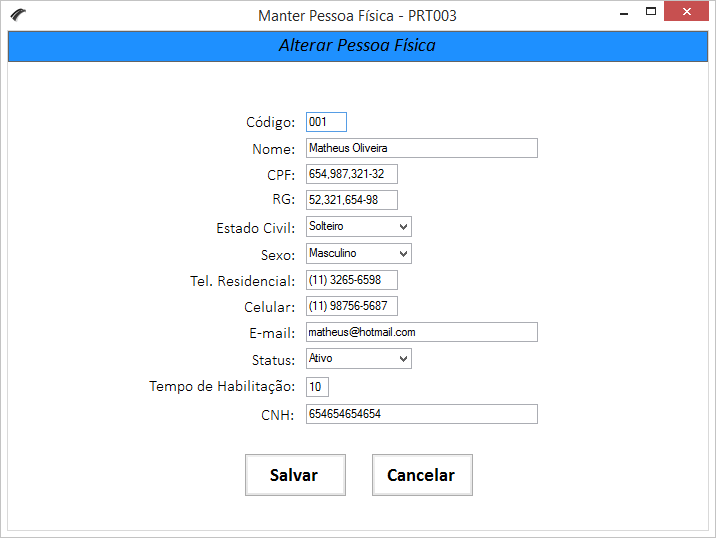 Manter Pessoa Física - PRT003
Alterar Pessoa Física
Código: 001
Nome: Matheus Oliveira
CPF: 654,987,321-32
RG: 52,321,654-98
Estado Civil: Solteiro
Sexo: Masculino
Tel. Residencial: (11) 3265-6598
Celular: (11) 98756-5687
E-mail: matheus@hotmail.com
Status: Ativo
Tempo de Habilitação: 10
CNH: 654654654654
Salvar Cancelar